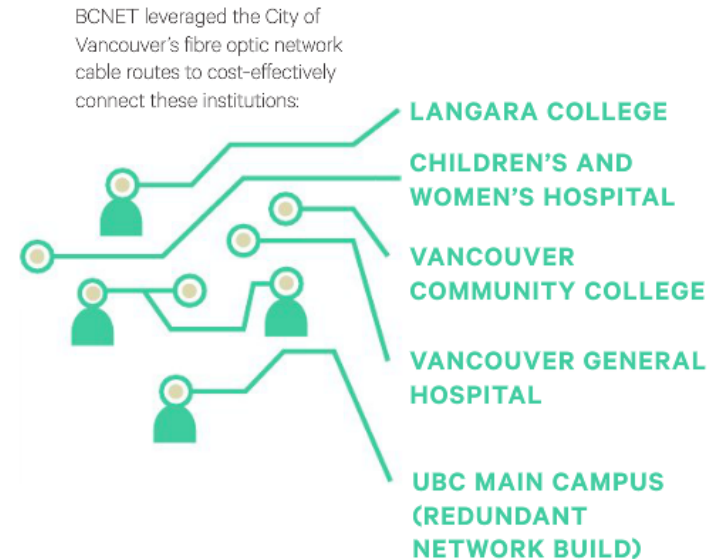 BCNET leveraged the City of
Vancouver's fibre optic network
cable routes to cost-effectively
connect these institutions:
LANGARA COLLEGE
CHILDREN'S AND
WOMEN'S HOSPITAL
VANCOUVER
COMMUNITY COLLEGE
VANCOUVER GENERAL
HOSPITAL
UBC MAIN CAMPUS
(REDUNDANT
NETWORK BUILD)